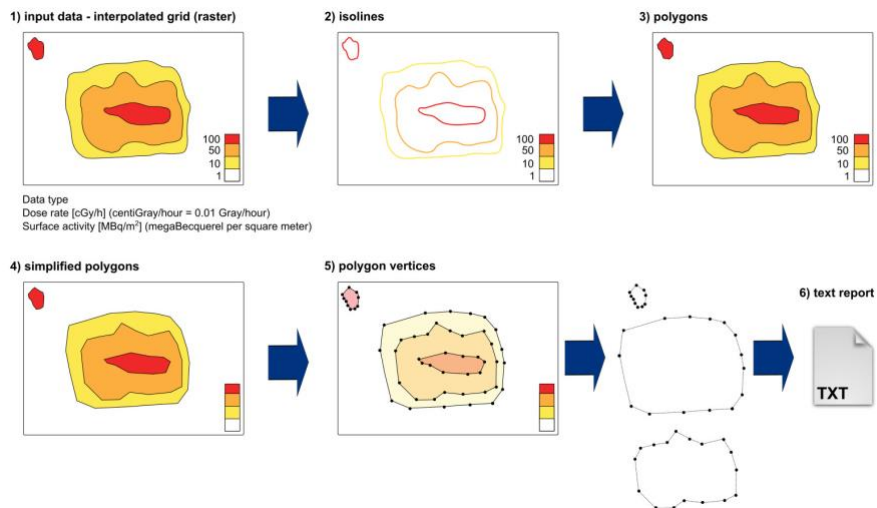 1) input data - interpolated grid (raster)
2) isolines
3) polygons
100
50
10
1
100
50
10
1
100
50
10
1
Data type
Dose rate [cGy/h] (centiGray/hour = 0.01 Gray/hour)
Surface activity [MBq/m²] (megaBecquerel per square meter)
4) simplified polygons
5) polygon vertices
6) text report
TXT